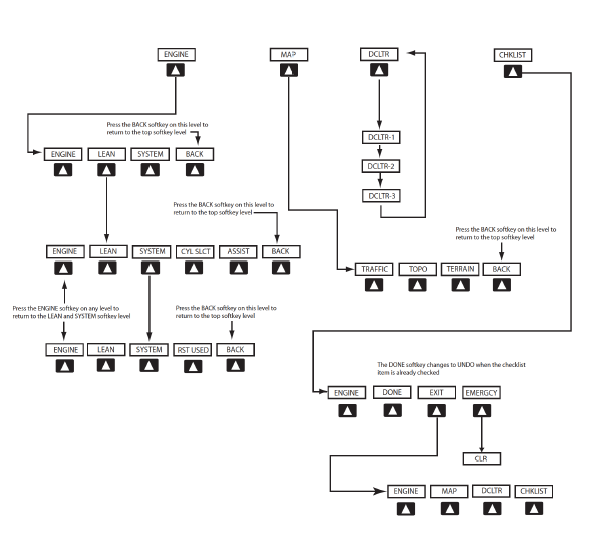 ENGINE
MAP
DCLTR
CHKLIST
Press the BACK softkey on this level to
return to the top softkey level
DCLTR-1
DCLTR-2
DCLTR-3
ENGINE
LEAN
SYSTEM
BACK
Press the BACK softkey on this level to
return to the top softkey level
Press the BACK softkey on this level to
return to the top softkey level
ENGINE
LEAN
SYSTEM
CYL SLCT
ASSIST
BACK
TRAFFIC
TOPO
TERRAIN
BACK
Press the ENGINE softkey on any level to
return to the LEAN and SYSTEM softkey level
Press the BACK softkey on this level to
return to the top softkey level
ENGINE
LEAN
SYSTEM
RST USED
BACK
The DONE softkey changes to UNDO when the checklist
item is already checked
ENGINE
DONE
EXIT
EMERGCY
CLR
ENGINE
MAP
DCLTR
CHKLIST